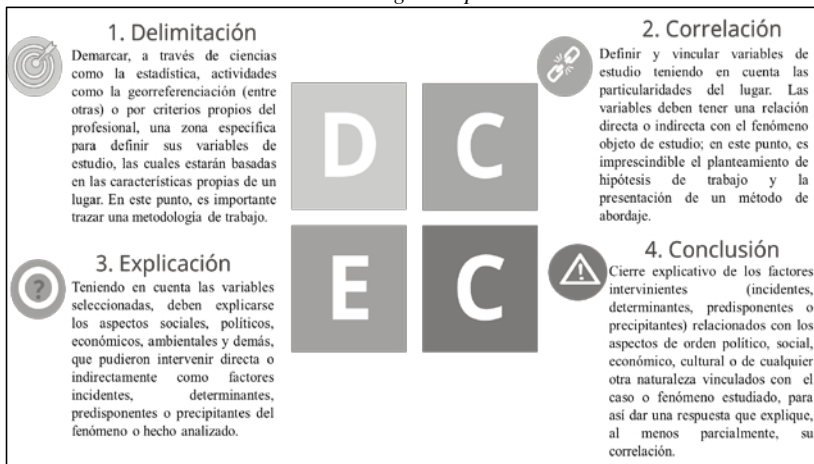 1. Delimitación
Demarcar, a través de ciencias
como la estadística, actividades
como la georreferenciación (entre
otras) o por criterios propios del
profesional, una zona específica
para definir sus variables de
estudio, las cuales estarán basadas
en las características propias de un
lugar. En este punto, es importante
trazar una metodología de trabajo.
D
C
2. Correlación
Definir y vincular variables de
estudio teniendo en cuenta las
particularidades del lugar. Las
variables deben tener una relación
directa o indirecta con el fenómeno
objeto de estudio; en este punto, es
imprescindible el planteamiento de
hipótesis de trabajo y la
presentación de un método de
abordaje.
3. Explicación
?
Teniendo en cuenta las variables
seleccionadas, deben explicarse
los aspectos sociales, políticos,
económicos, ambientales y demás,
que pudieron intervenir directa o
indirectamente como factores
incidentes, determinantes,
predisponentes o precipitantes del
fenómeno o hecho analizado.
E
C
4. Conclusión
Cierre explicativo de los factores
intervinientes (incidentes,
determinantes, predisponentes o
precipitantes) relacionados con los
aspectos de orden político, social,
económico, cultural o de cualquier
otra naturaleza vinculados con el
caso o fenómeno estudiado, para
así dar una respuesta que explique,
al menos parcialmente, su
correlación.